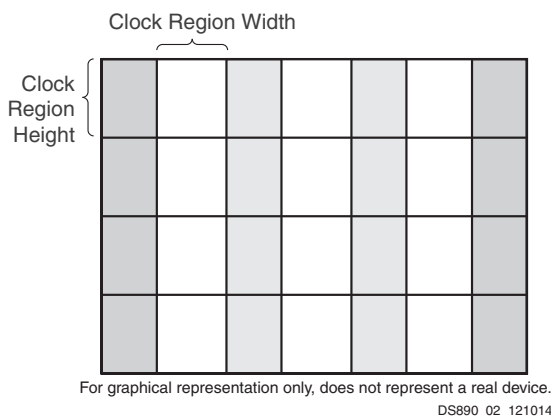 Clock Region Width
Clock
Region
Height
For graphical representation only, does not represent a real device.
DS890_02_121014